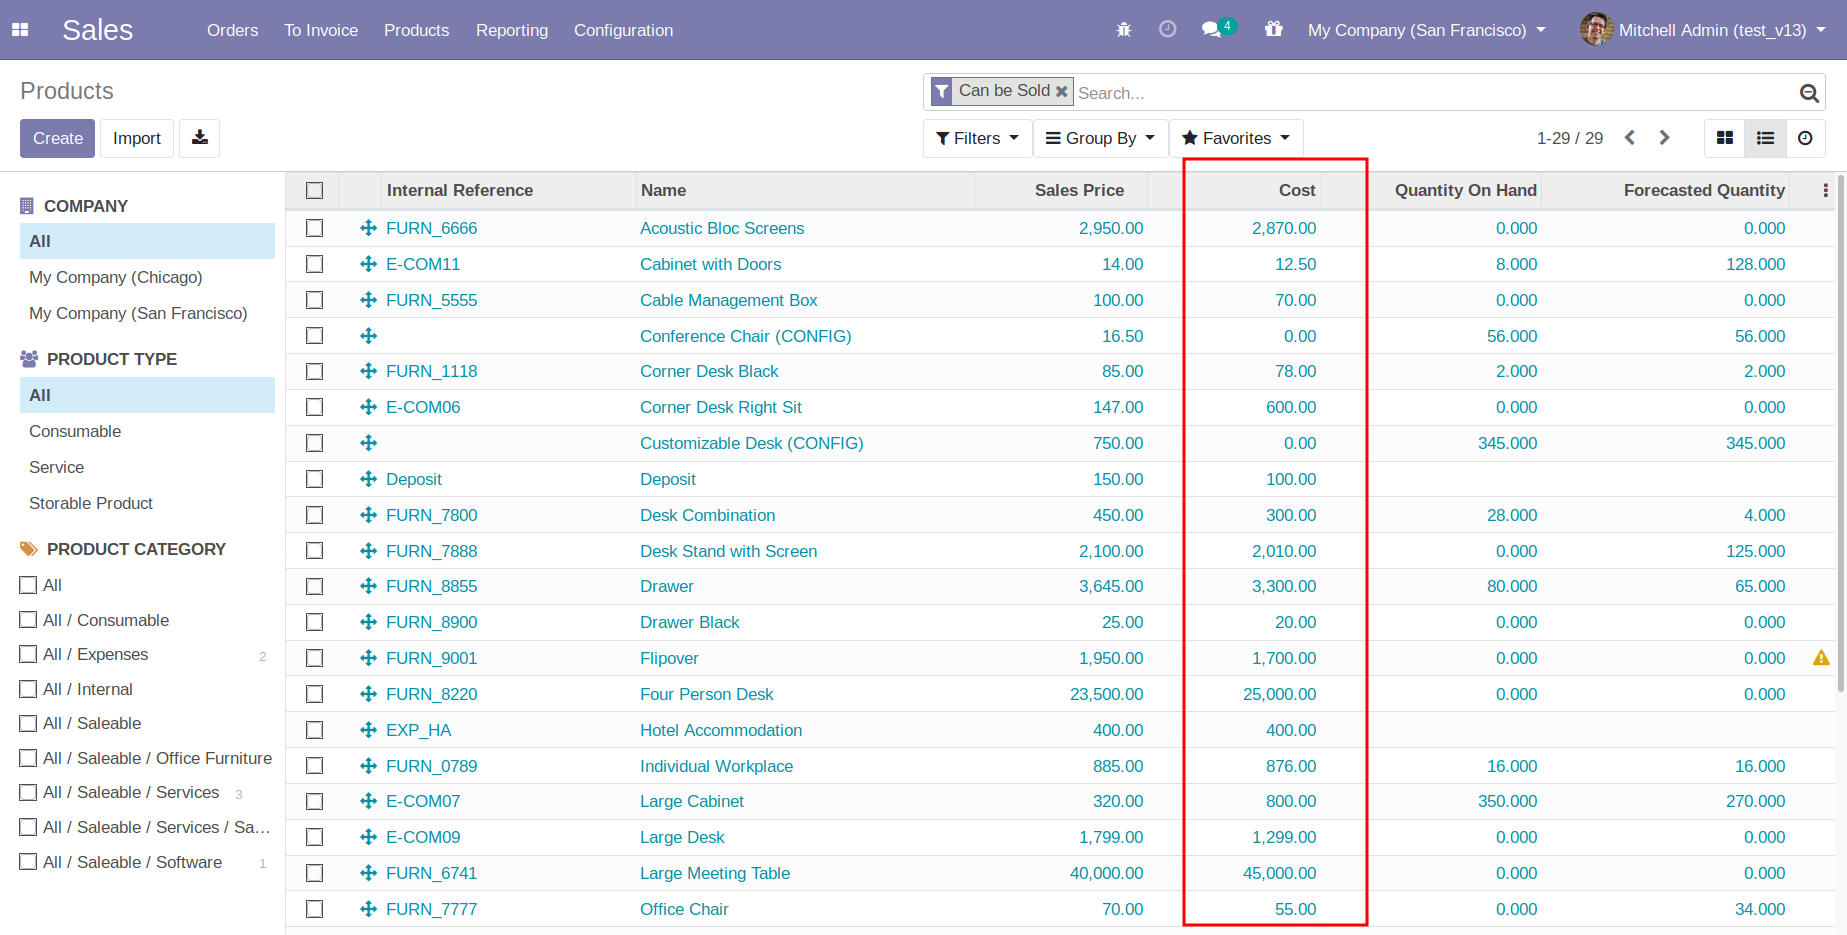 Sales Orders To Invoice Products Reporting Configuration 4 My Company (San Francisco) Mitchell Admin (test_v13)
Products
Can be Sold Search...
Create Import
Filters Group By Favorites 1-29 / 29
COMPANY
All
My Company (Chicago)
My Company (San Francisco)
PRODUCT TYPE
All
Consumable
Service
Storable Product
PRODUCT CATEGORY
All
All / Consumable
All / Expenses 2
All / Internal
All / Saleable
All / Saleable / Office Furniture
All / Saleable / Services 3
All / Saleable / Services / Sa...
All / Saleable / Software 1
Internal Reference Name Sales Price Cost Quantity On Hand Forecasted Quantity
FURN_6666 Acoustic Bloc Screens 2,950.00 2,870.00 0.000 0.000
E-COM11 Cabinet with Doors 14.00 12.50 8.000 128.000
FURN_5555 Cable Management Box 100.00 70.00 0.000 0.000
Conference Chair (CONFIG) 16.50 0.00 56.000 56.000
FURN_1118 Corner Desk Black 85.00 78.00 2.000 2.000
E-COM06 Corner Desk Right Sit 147.00 600.00 0.000 0.000
Customizable Desk (CONFIG) 750.00 0.00 345.000 345.000
Deposit Deposit 150.00 100.00
FURN_7800 Desk Combination 450.00 300.00 28.000 4.000
FURN_7888 Desk Stand with Screen 2,100.00 2,010.00 0.000 125.000
FURN_8855 Drawer 3,645.00 3,300.00 80.000 65.000
FURN_8900 Drawer Black 25.00 20.00 0.000 0.000
FURN_9001 Flipover 1,950.00 1,700.00 0.000 0.000
FURN_8220 Four Person Desk 23,500.00 25,000.00 0.000 0.000
EXP_HA Hotel Accommodation 400.00 400.00
FURN_0789 Individual Workplace 885.00 876.00 16.000 16.000
E-COM07 Large Cabinet 320.00 800.00 350.000 270.000
E-COM09 Large Desk 1,799.00 1,299.00 0.000 0.000
FURN_6741 Large Meeting Table 40,000.00 45,000.00 0.000 0.000
FURN_7777 Office Chair 70.00 55.00 0.000 34.000